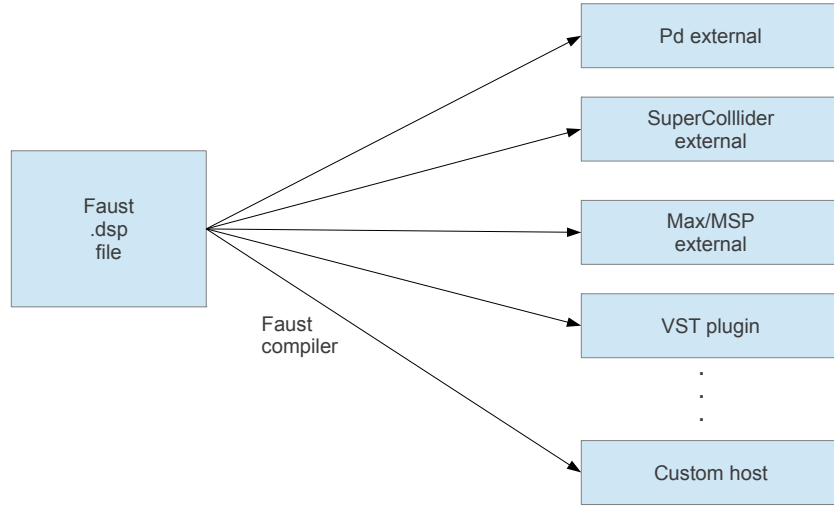 Faust
.dsp
file
Faust
compiler
Pd external
SuperColllider
external
Max/MSP
external
VST plugin
.
.
.
Custom host